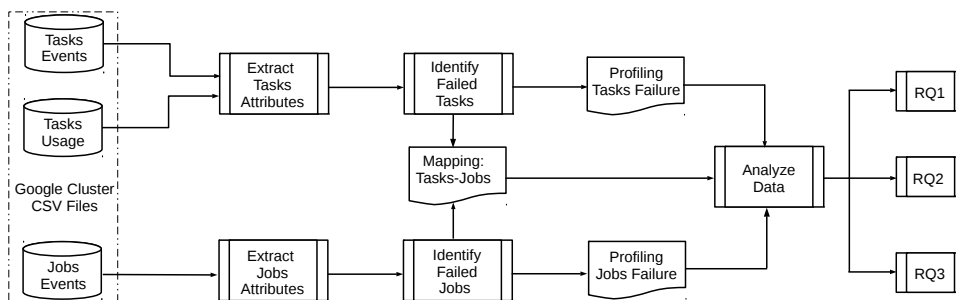 Tasks
Events
Tasks
Usage
Google Cluster
CSV Files
Jobs
Events
Extract
Tasks
Attributes
Identify
Failed
Tasks
Profiling
Tasks Failure
Mapping:
Tasks-Jobs
Extract
Jobs
Attributes
Identify
Failed
Jobs
Profiling
Jobs Failure
Analyze
Data
RQ1
RQ2
RQ3